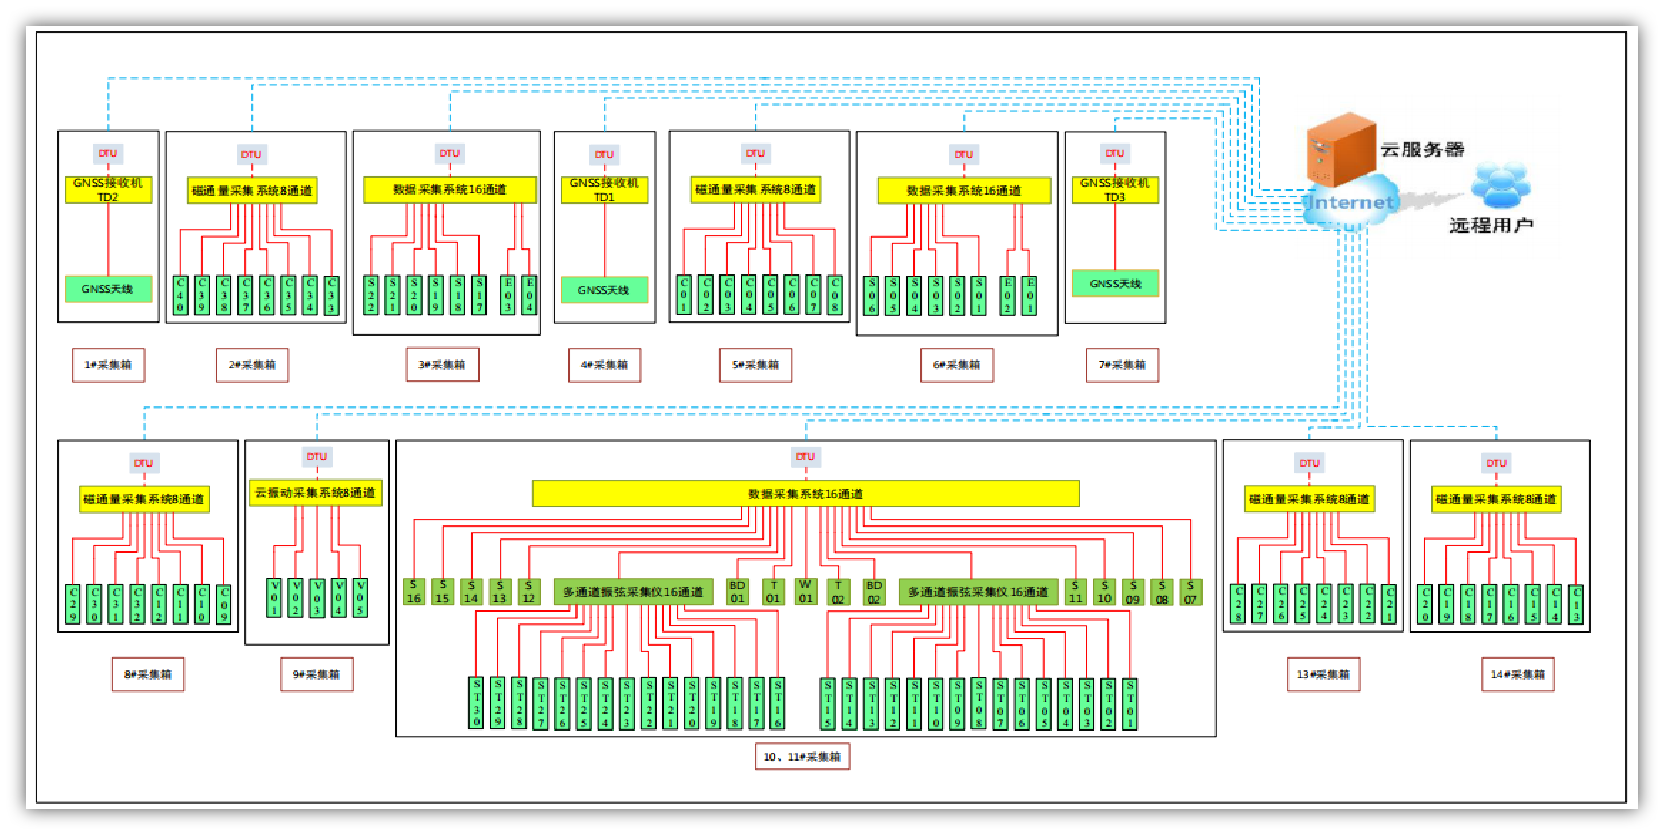 云服务器
Internet
远程用户
DTU
GNSS接收机
TD2
GNSS天线
1#采集箱
DTU
磁通量采集系统8通道
C40
C39
C38
C37
C36
C35
C34
C33
2#采集箱
DTU
数据采集系统16通道
S22
S21
S20
S19
S18
S17
E03
E04
3#采集箱
DTU
GNSS接收机
TD1
GNSS天线
4#采集箱
DTU
磁通量采集系统8通道
C01
C02
C03
C04
C05
C06
C07
C08
5#采集箱
DTU
数据采集系统16通道
S06
S05
S04
S03
S02
S01
E02
E01
6#采集箱
DTU
GNSS接收机
TD3
GNSS天线
7#采集箱
DTU
磁通量采集系统8通道
C29
C30
C31
C32
C12
C11
C10
C09
8#采集箱
DTU
云振动采集系统8通道
V01
V02
V03
V04
V05
9#采集箱
DTU
数据采集系统16通道
S16
S15
S14
S13
S12
多通道振弦采集仪16通道
BD01
T01
W01
T02
BD02
多通道振弦采集仪16通道
S11
S10
S09
S08
S07
ST30
ST29
ST28
ST27
ST26
ST25
ST24
ST23
ST22
ST21
ST20
ST19
ST18
ST17
ST16
ST15
ST14
ST13
ST12
ST11
ST10
ST09
ST08
ST07
ST06
ST05
ST04
ST03
ST02
ST01
10、11#采集箱
DTU
磁通量采集系统8通道
C28
C27
C26
C25
C24
C23
C22
C21
13#采集箱
DTU
磁通量采集系统8通道
C20
C19
C18
C17
C16
C15
C14
C13
14#采集箱